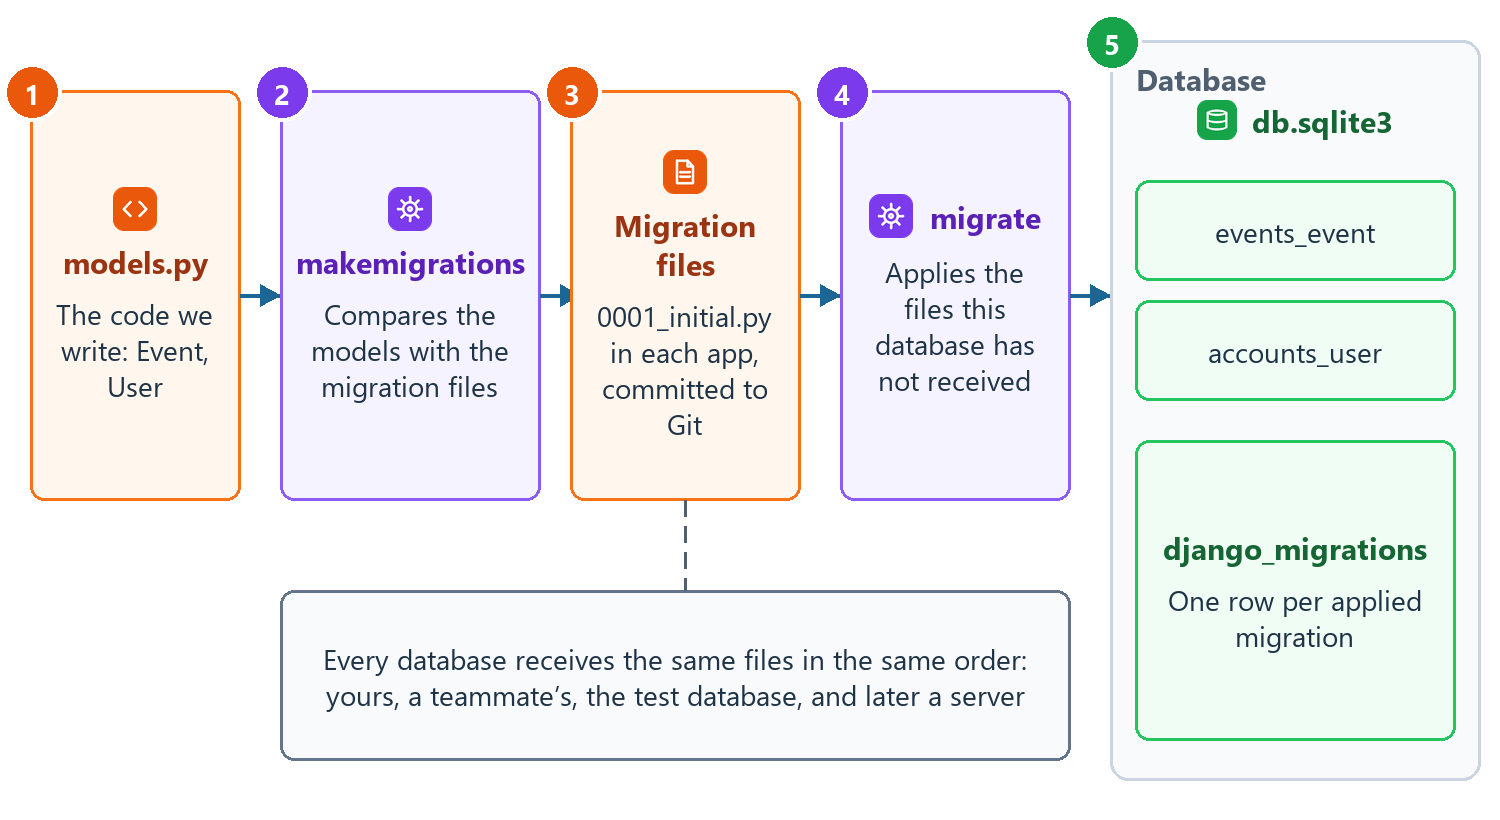 1
models.py
The code we
write: Event,
User
2
makemigrations
Compares the
models with the
migration files
3
Migration
files
0001_initial.py
in each app,
committed to
Git
4
migrate
Applies the
files this
database has
not received
5
Database
db.sqlite3
events_event
accounts_user
django_migrations
One row per applied
migration
Every database receives the same files in the same order:
yours, a teammate’s, the test database, and later a server